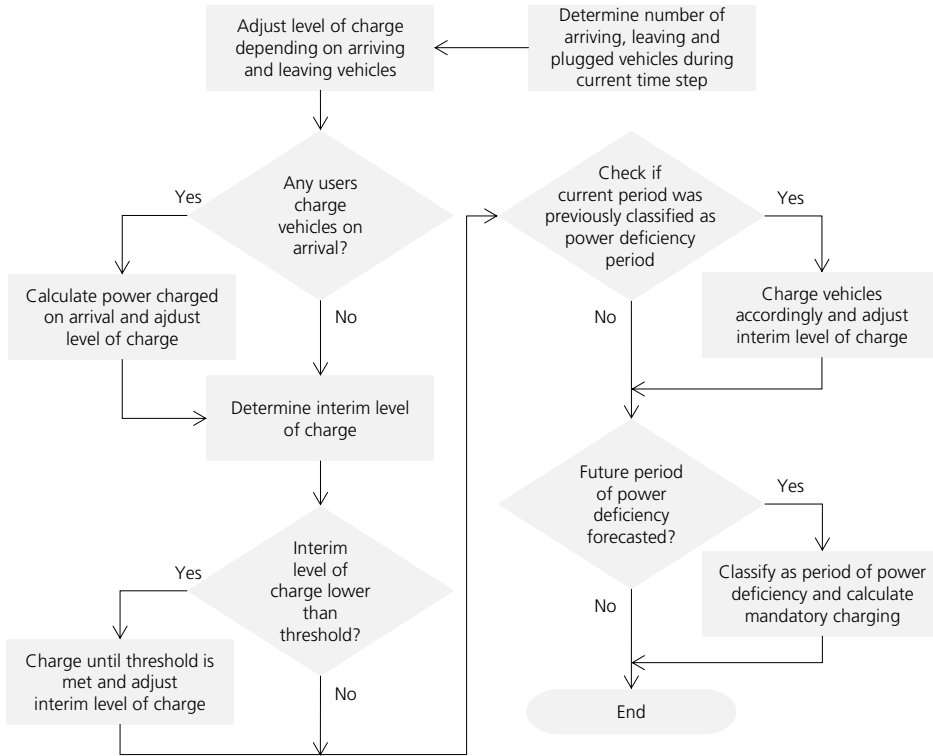 Adjust level of charge
depending on arriving
and leaving vehicles
Determine number of
arriving, leaving and
plugged vehicles during
current time step
Any users
charge
vehicles on
arrival?
Yes
No
Calculate power charged
on arrival and ajdust
level of charge
Determine interim level
of charge
Interim
level of
charge lower
than
threshold?
Yes
No
Charge until threshold is
met and adjust
interim level of charge
Check if
current period was
previously classified as
power deficiency
period
Yes
No
Charge vehicles
accordingly and adjust
interim level of charge
Future period
of power
deficiency
forecasted?
Yes
No
Classify as period of power
deficiency and calculate
mandatory charging
End